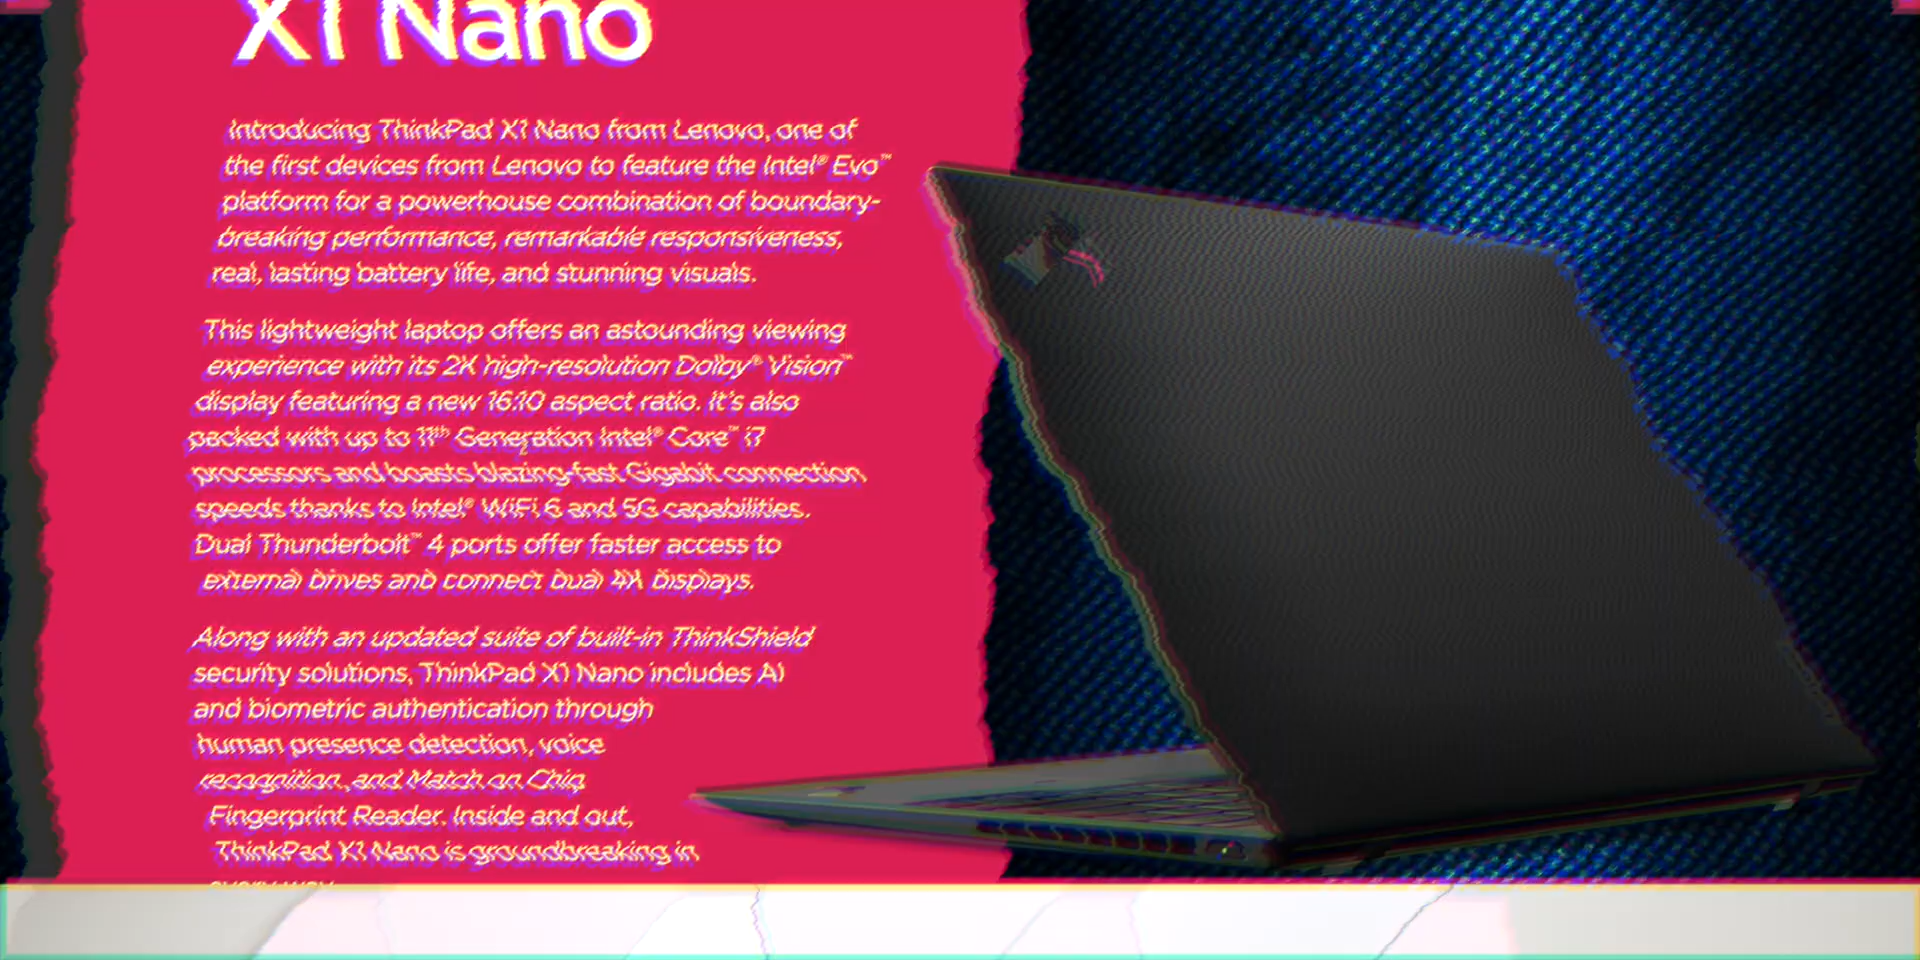 X1 Nano
Introducing ThinkPad X1 Nano from Lenovo, one of
the first devices from Lenovo to feature the Intel® Evo™
platform for a powerhouse combination of boundary-
breaking performance, remarkable responsiveness,
real, lasting battery life, and stunning visuals.
This lightweight laptop offers an astounding viewing
experience with its 2K high-resolution Dolby® Vision™
display featuring a new 16:10 aspect ratio. It's also
packed with up to 11th Generation Intel® Core™ i7
processors and boasts blazing-fast Gigabit connection
speeds thanks to Intel® WiFi 6 and 5G capabilities.
Dual Thunderbolt™ 4 ports offer faster access to
external drives and connect dual 4K displays.
Along with an updated suite of built-in ThinkShield
security solutions, ThinkPad X1 Nano includes AI
and biometric authentication through
human presence detection, voice
recognition, and Match on Chip
Fingerprint Reader. Inside and out,
ThinkPad X1 Nano is groundbreaking in
every way.